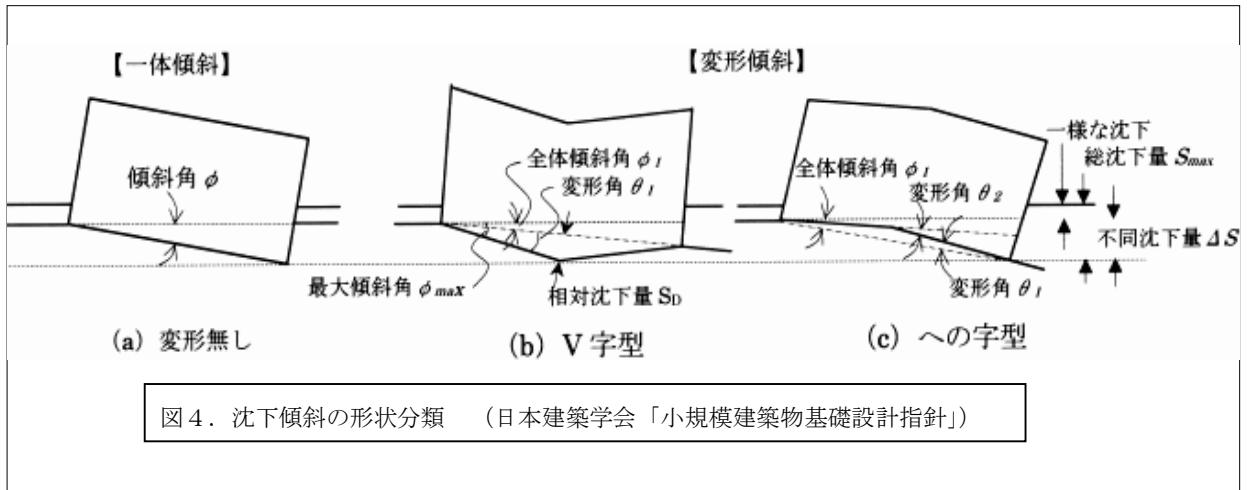 【一体傾斜】
【変形傾斜】
傾斜角 φ
全体傾斜角 φ1
変形角 θ1
最大傾斜角 φmax
相対沈下量 SD
全体傾斜角 φ1
変形角 θ2
変形角 θ1
一様な沈下
総沈下量 Smax
不同沈下量 ΔS
(a) 変形無し
(b) V 字型
(c) への字型
図４．沈下傾斜の形状分類 （日本建築学会「小規模建築物基礎設計指針」）